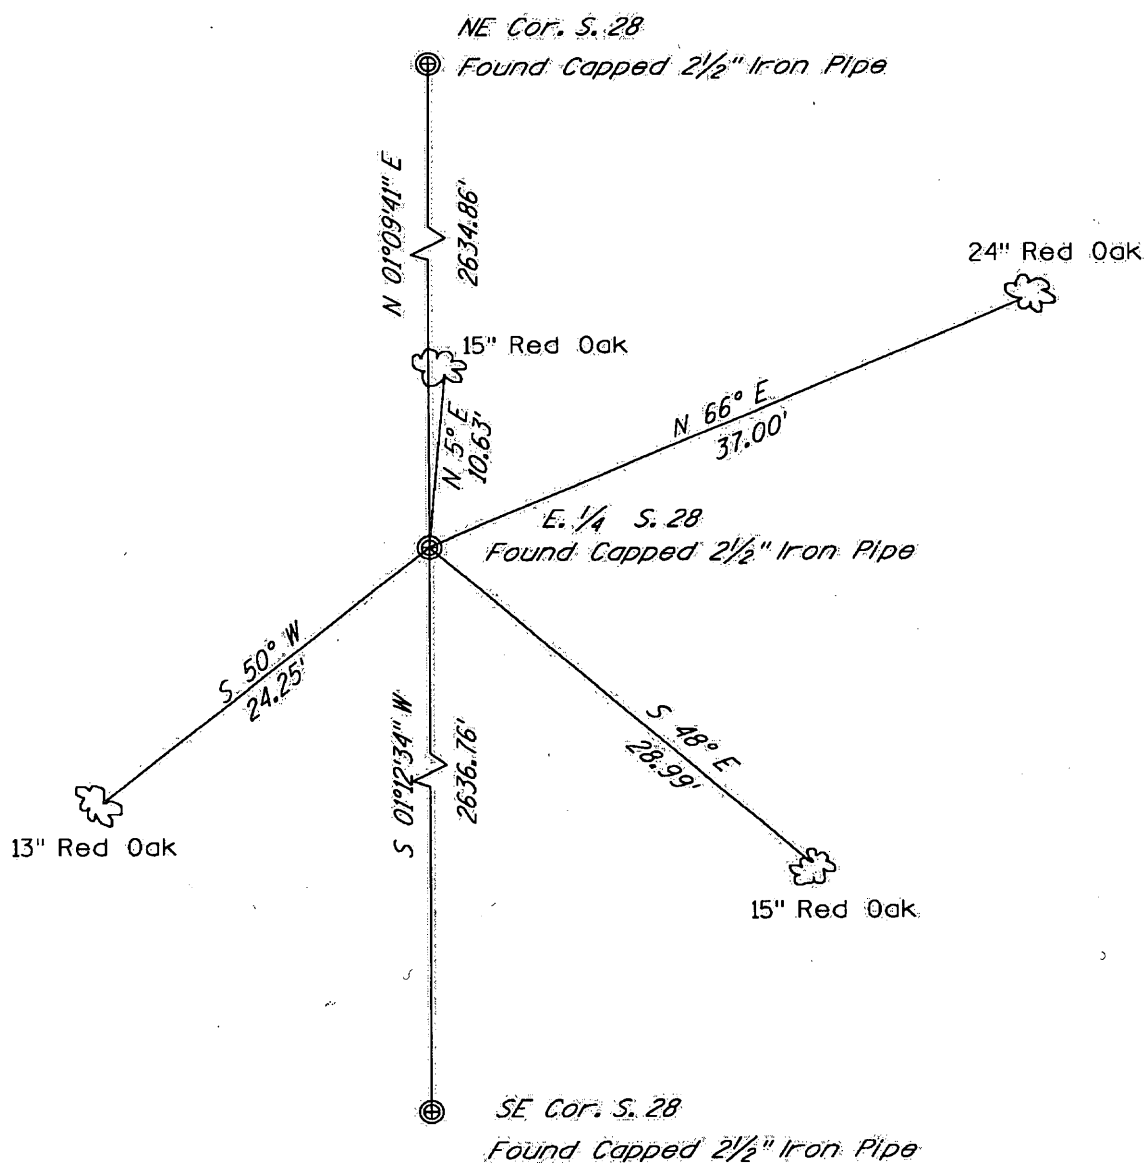 NE Cor. S. 28
Found Capped 2½" Iron Pipe
N 01°09'41" E
2634.86'
24" Red Oak
15" Red Oak
N 66° E
37.00'
N 5° E
10.63'
E. ¼ S. 28
Found Capped 2½" Iron Pipe
S 50° W
24.25'
S 01°12'34" W
2636.76'
S 48° E
28.99'
13" Red Oak
15" Red Oak
SE Cor. S. 28
Found Capped 2½" Iron Pipe